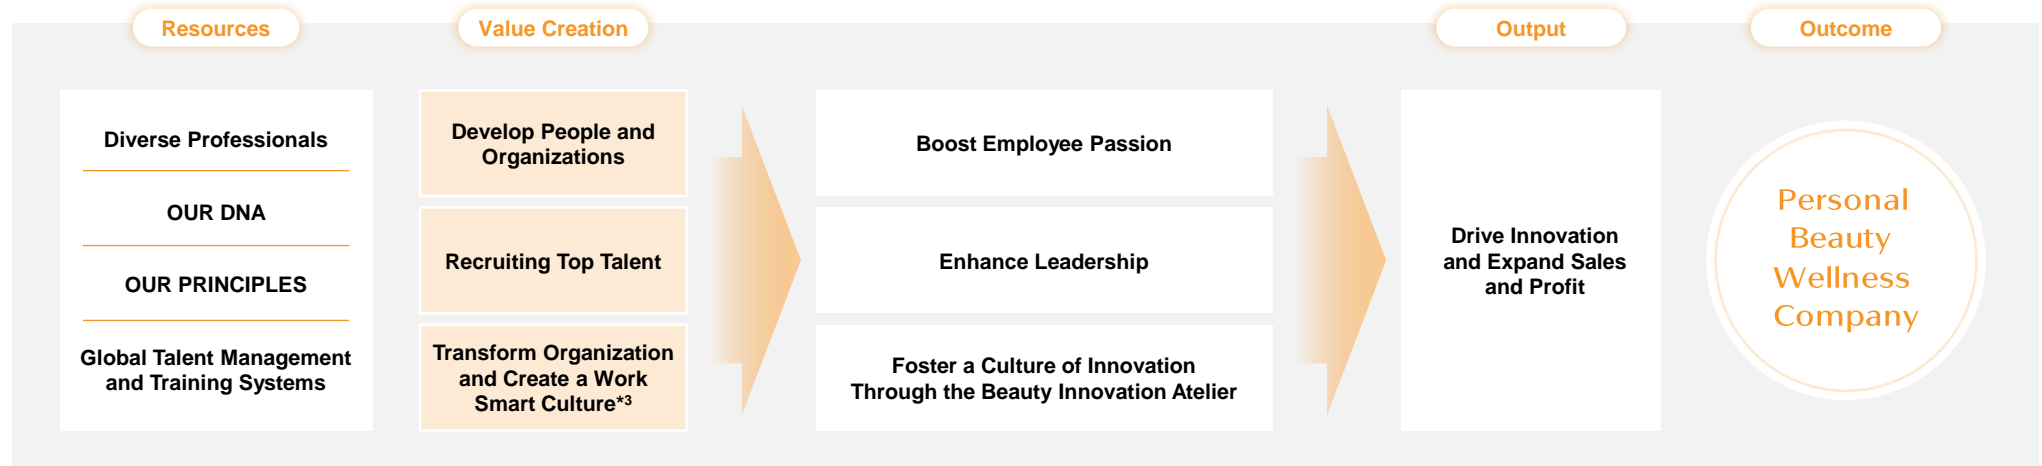 Resources
Value Creation
Output
Outcome
Diverse Professionals
OUR DNA
OUR PRINCIPLES
Global Talent Management
and Training Systems
Develop People and
Organizations
Recruiting Top Talent
Transform Organization
and Create a Work
Smart Culture*3
Boost Employee Passion
Enhance Leadership
Foster a Culture of Innovation
Through the Beauty Innovation Atelier
Drive Innovation
and Expand Sales
and Profit
Personal
Beauty
Wellness
Company